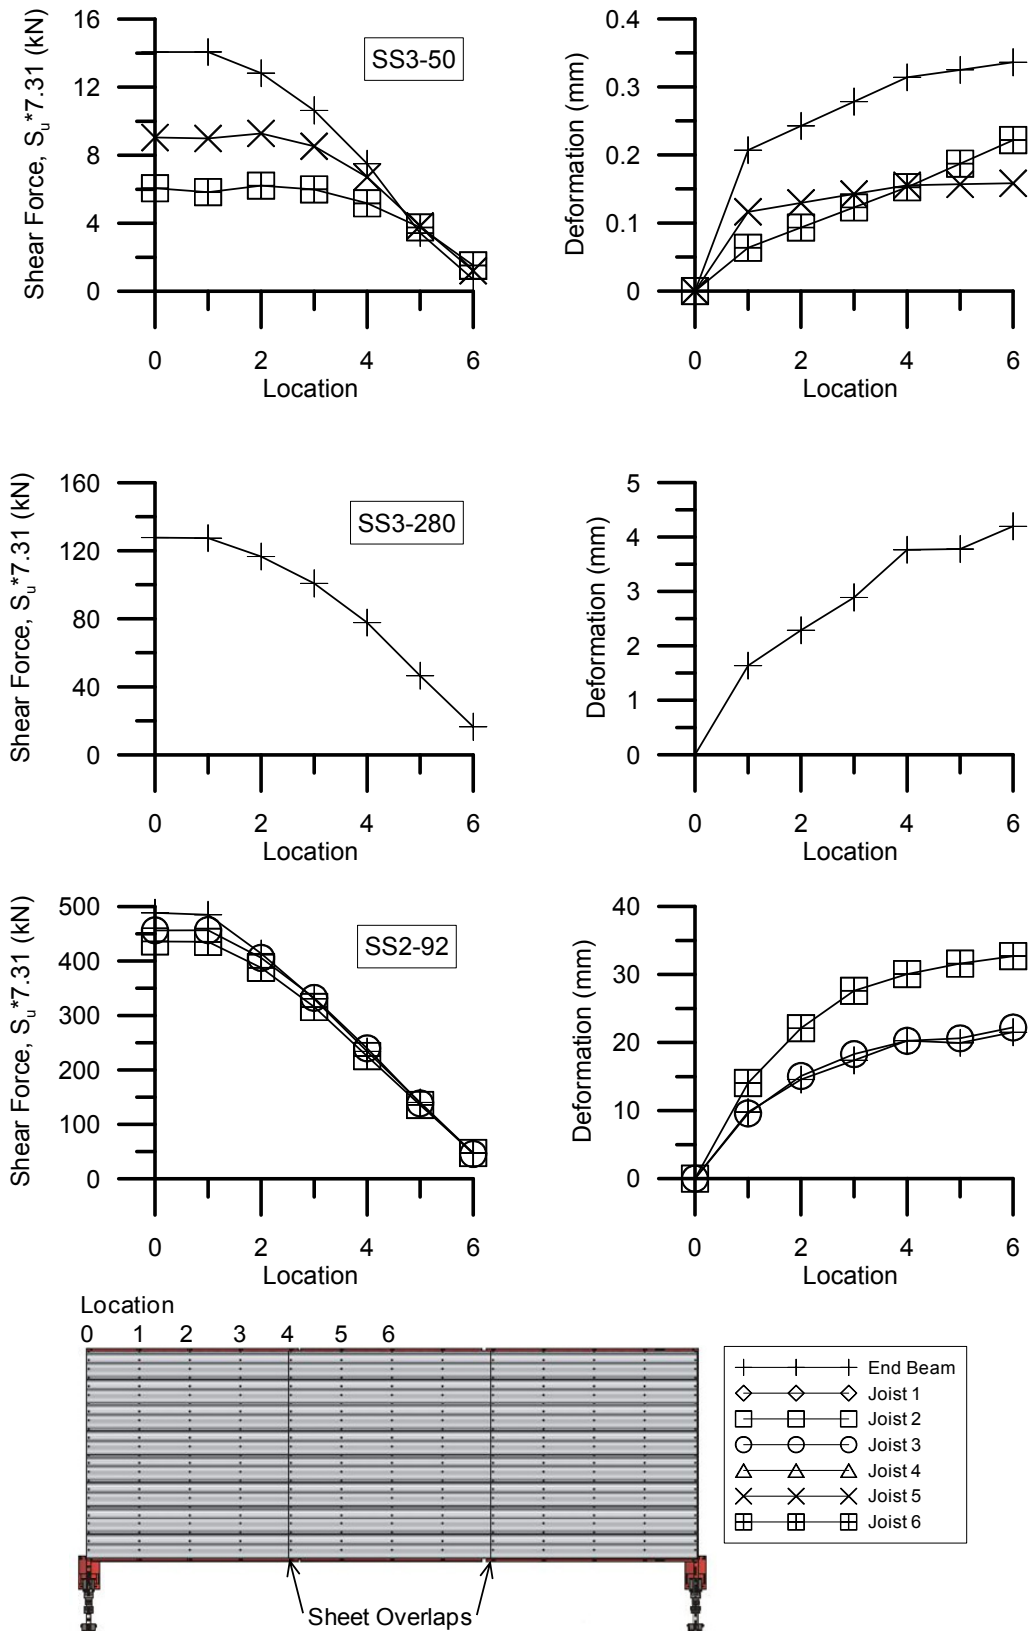 Shear Force, Su*7.31 (kN)
16
12
8
4
0
SS3-50
0 2 4 6
Location
Deformation (mm)
0.4
0.3
0.2
0.1
0
0 2 4 6
Location
Shear Force, Su*7.31 (kN)
160
120
80
40
0
SS3-280
0 2 4 6
Location
Deformation (mm)
5
4
3
2
1
0
0 2 4 6
Location
Shear Force, Su*7.31 (kN)
500
400
300
200
100
0
SS2-92
0 2 4 6
Location
Deformation (mm)
40
30
20
10
0
0 2 4 6
Location
Location
0 1 2 3 4 5 6
Sheet Overlaps
End Beam
Joist 1
Joist 2
Joist 3
Joist 4
Joist 5
Joist 6